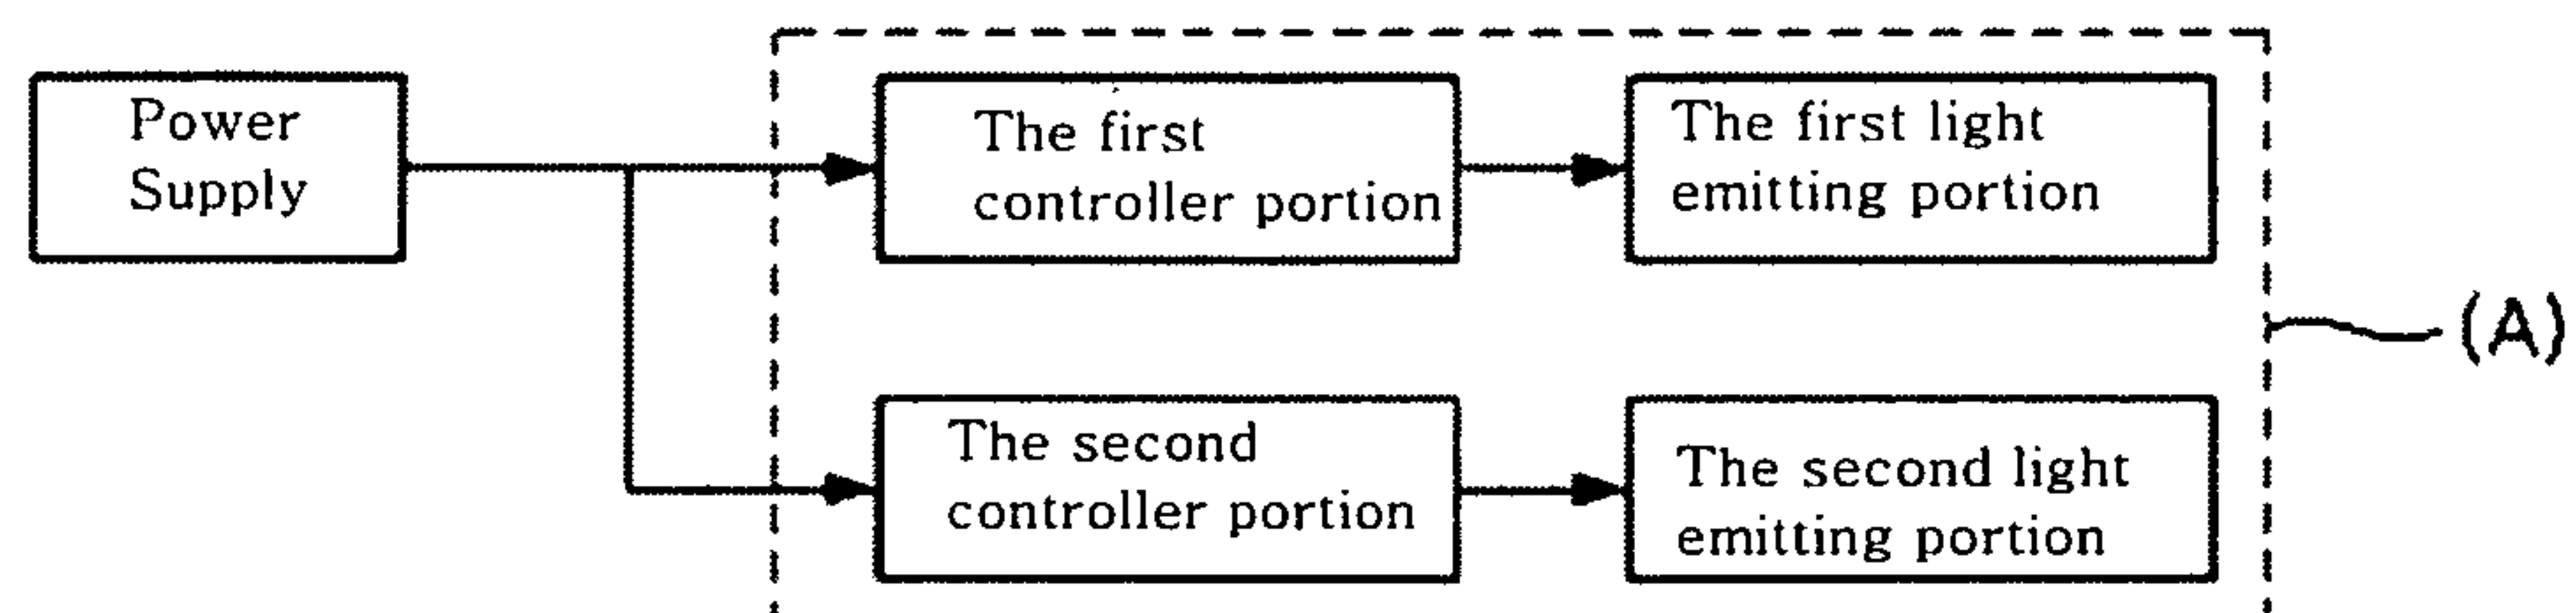 Power
Supply
The first
controller portion
The first light
emitting portion
(A)
The second
controller portion
The second light
emitting portion